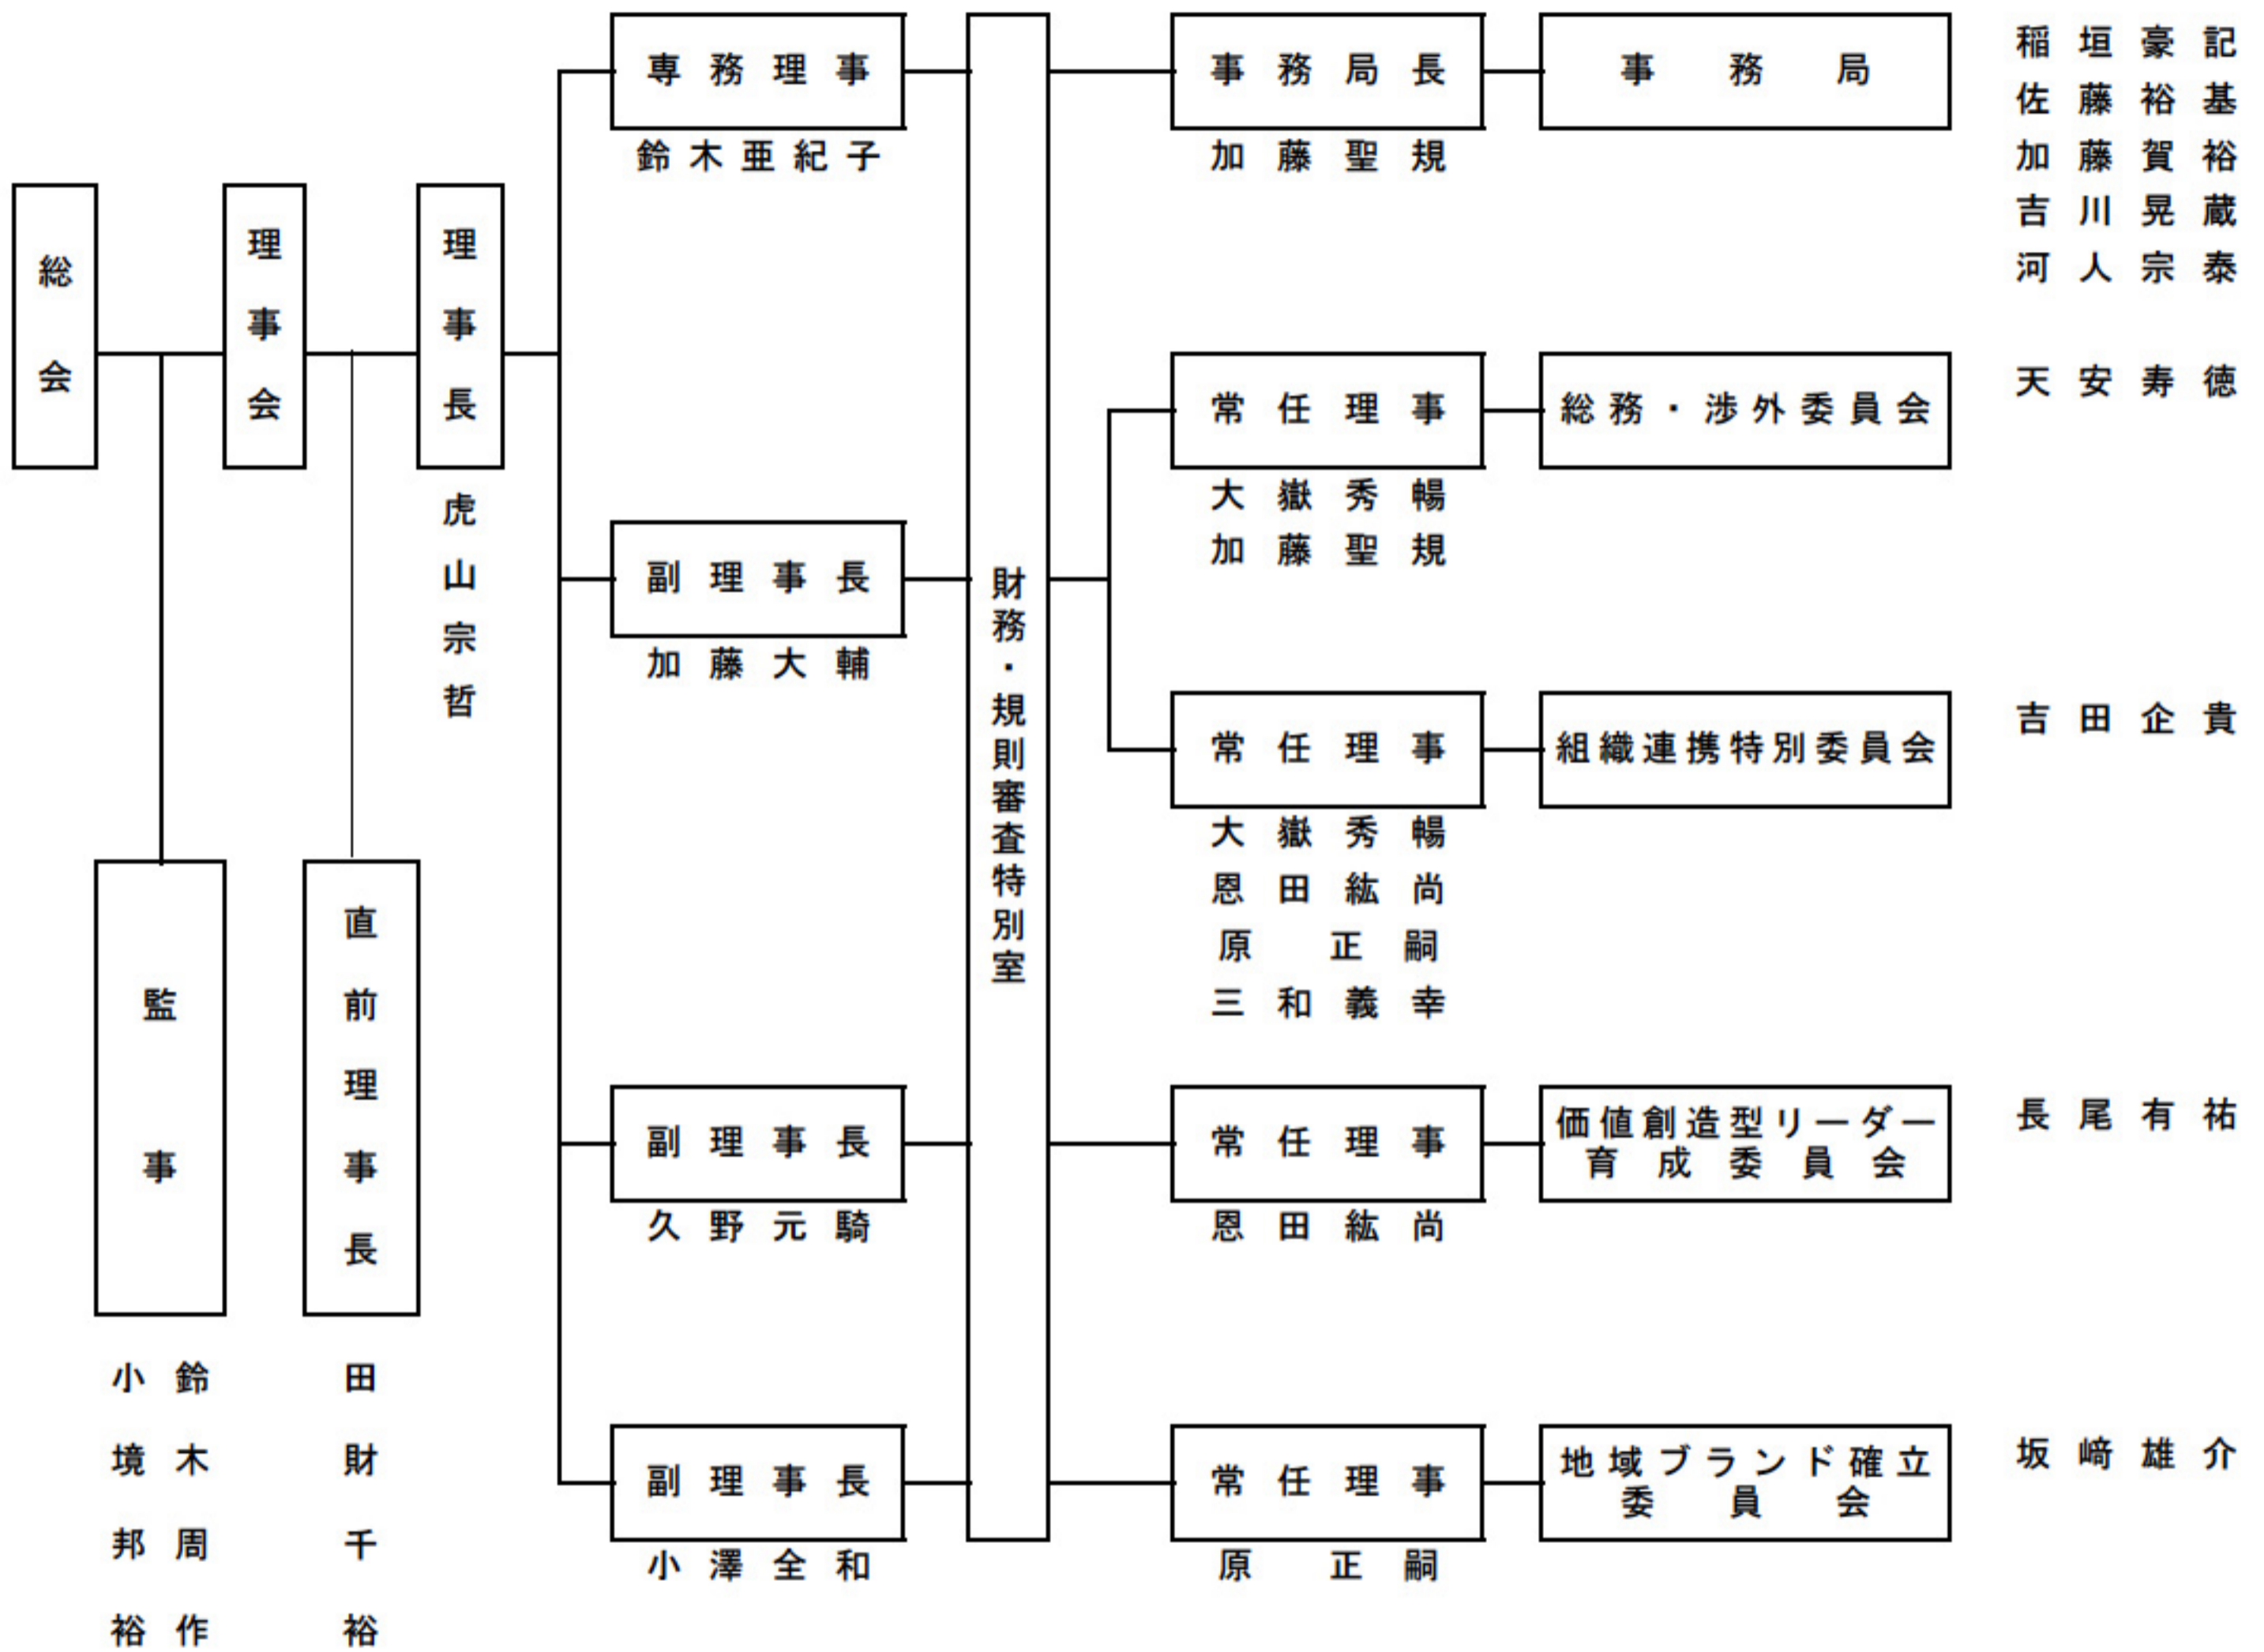 総会
理事会
理事長
虎山宗哲
監事
鈴木周作
小境邦裕
直前理事長
田財千裕
専務理事
鈴木亜紀子
副理事長
加藤大輔
副理事長
久野元騎
副理事長
小澤全和
財務・規則審査特別室
事務局長
加藤聖規
事務局
稲垣豪記
佐藤裕基
加藤賀裕
吉川晃蔵
河人宗泰
常任理事
大嶽秀暢
加藤聖規
総務・渉外委員会
天安寿徳
常任理事
大嶽秀暢
恩田紘尚
原正嗣
三和義幸
組織連携特別委員会
吉田企貴
常任理事
恩田紘尚
価値創造型リーダー
育成委員会
長尾有祐
常任理事
原正嗣
地域ブランド確立
委員会
坂﨑雄介